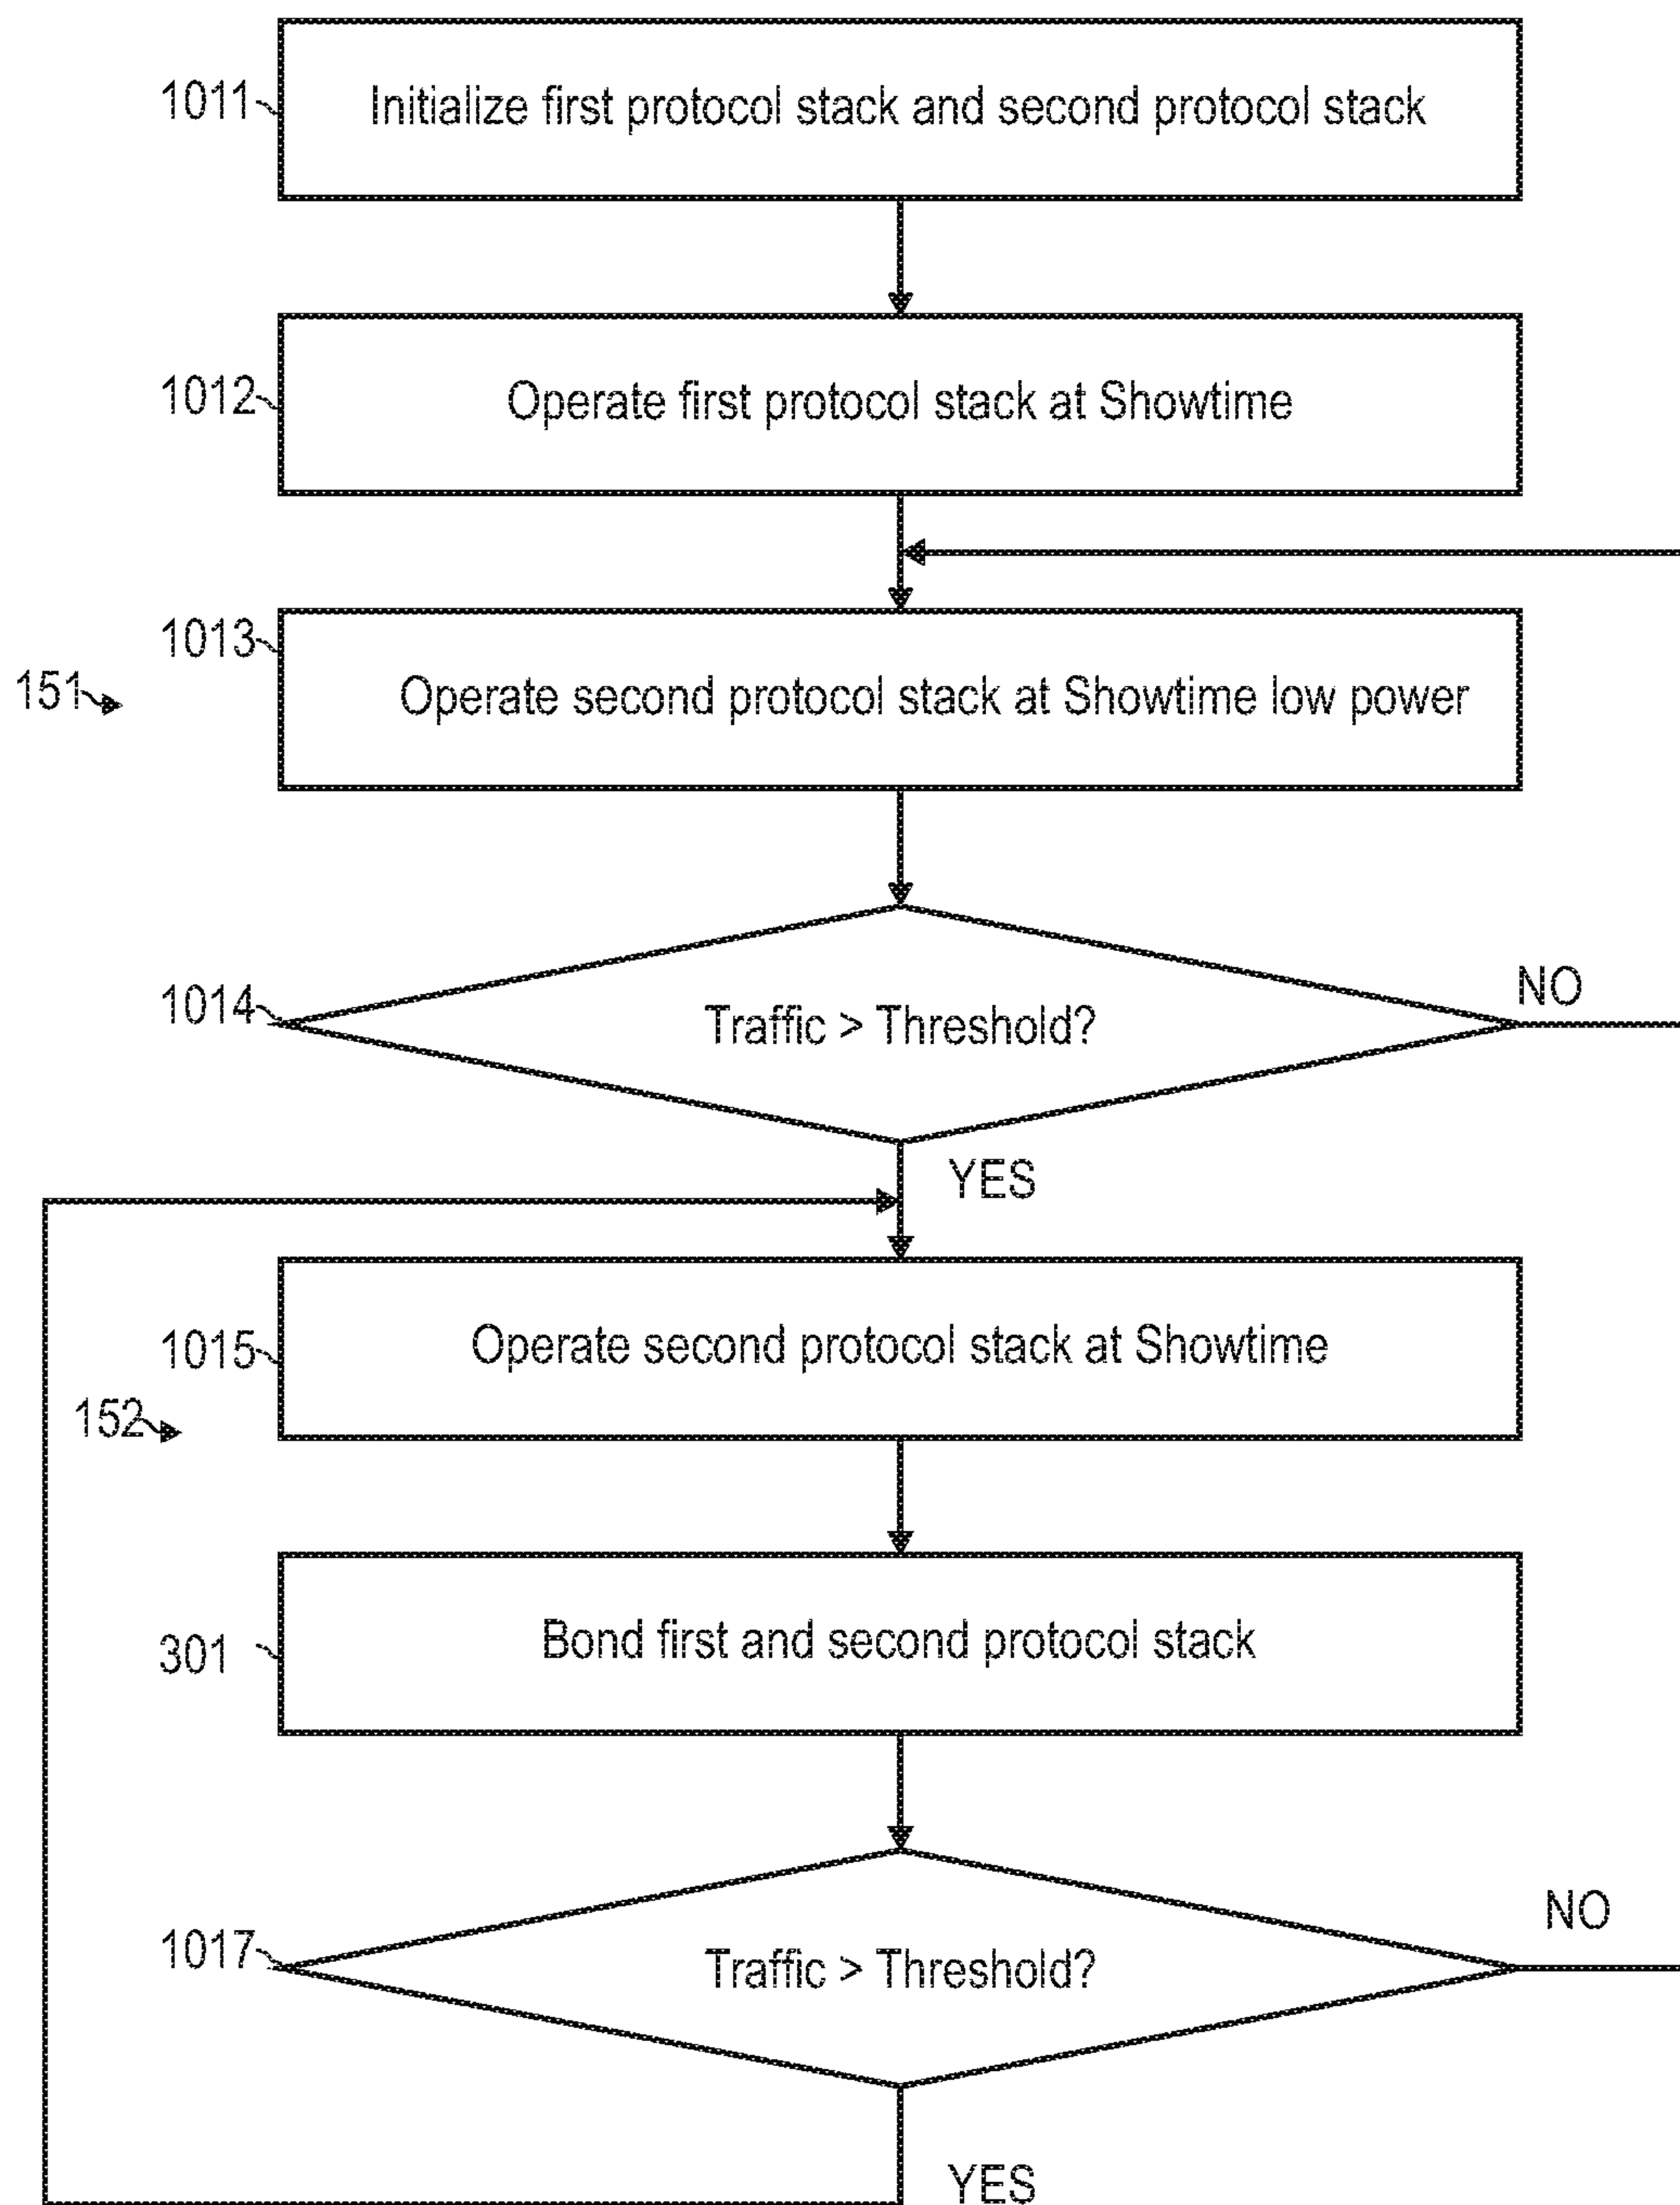 1011
Initialize first protocol stack and second protocol stack
1012
Operate first protocol stack at Showtime
1013
151
Operate second protocol stack at Showtime low power
1014
Traffic > Threshold?
NO
YES
1015
Operate second protocol stack at Showtime
152
301
Bond first and second protocol stack
1017
Traffic > Threshold?
NO
YES